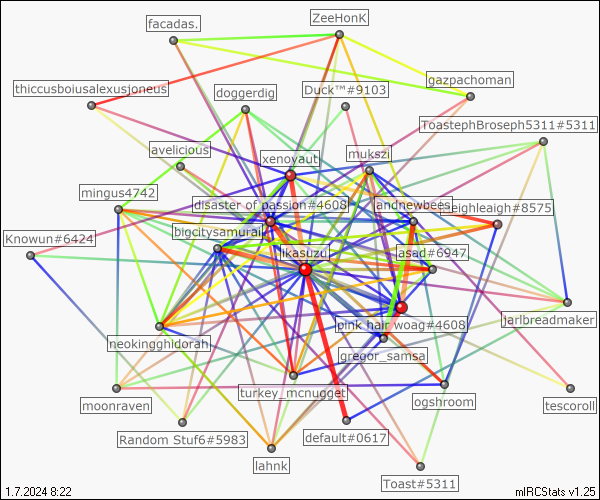 ZeeHonK
facadas.
gazpachoman
thiccusboiusalexusjoneus
doggerdig
Duck™#9103
ToastephBroseph5311#5311
avelicious
xenovaut
mukszi
mingus4742
disaster of passion#4608
andnewbees
neighleaigh#8575
Knowun#6424
bigcitysamurai
ikasuzu
asad#6947
neokingghidorah
pink hair woag#4608
jarlbreadmaker
gregor_samsa
moonraven
turkey_mcnugget
ogshroom
tescoroll
Random Stuf6#5983
default#0617
lahnk
Toast#5311
1.7.2024 8:22
mIRCStats v1.25